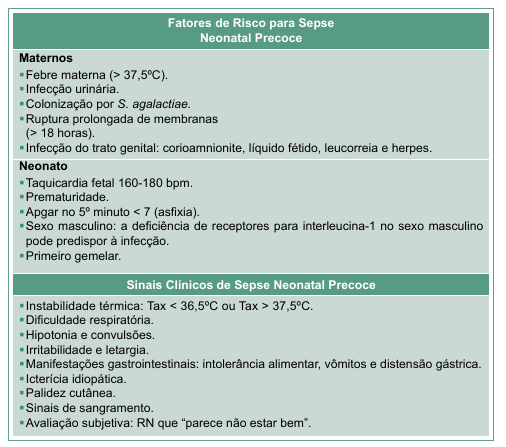 Fatores de Risco para Sepse
Neonatal Precoce
Maternos
▪Febre materna (> 37,5ºC).
▪Infecção urinária.
▪Colonização por S. agalactiae.
▪Ruptura prolongada de membranas
(> 18 horas).
▪Infecção do trato genital: corioamnionite, líquido fétido, leucorreia e herpes.
Neonato
▪Taquicardia fetal 160-180 bpm.
▪Prematuridade.
▪Apgar no 5º minuto < 7 (asfixia).
▪Sexo masculino: a deficiência de receptores para interleucina-1 no sexo masculino
pode predispor à infecção.
▪Primeiro gemelar.
Sinais Clínicos de Sepse Neonatal Precoce
▪Instabilidade térmica: Tax < 36,5ºC ou Tax > 37,5ºC.
▪Dificuldade respiratória.
▪Hipotonia e convulsões.
▪Irritabilidade e letargia.
▪Manifestações gastrointestinais: intolerância alimentar, vômitos e distensão gástrica.
▪Icterícia idiopática.
▪Palidez cutânea.
▪Sinais de sangramento.
▪Avaliação subjetiva: RN que “parece não estar bem”.